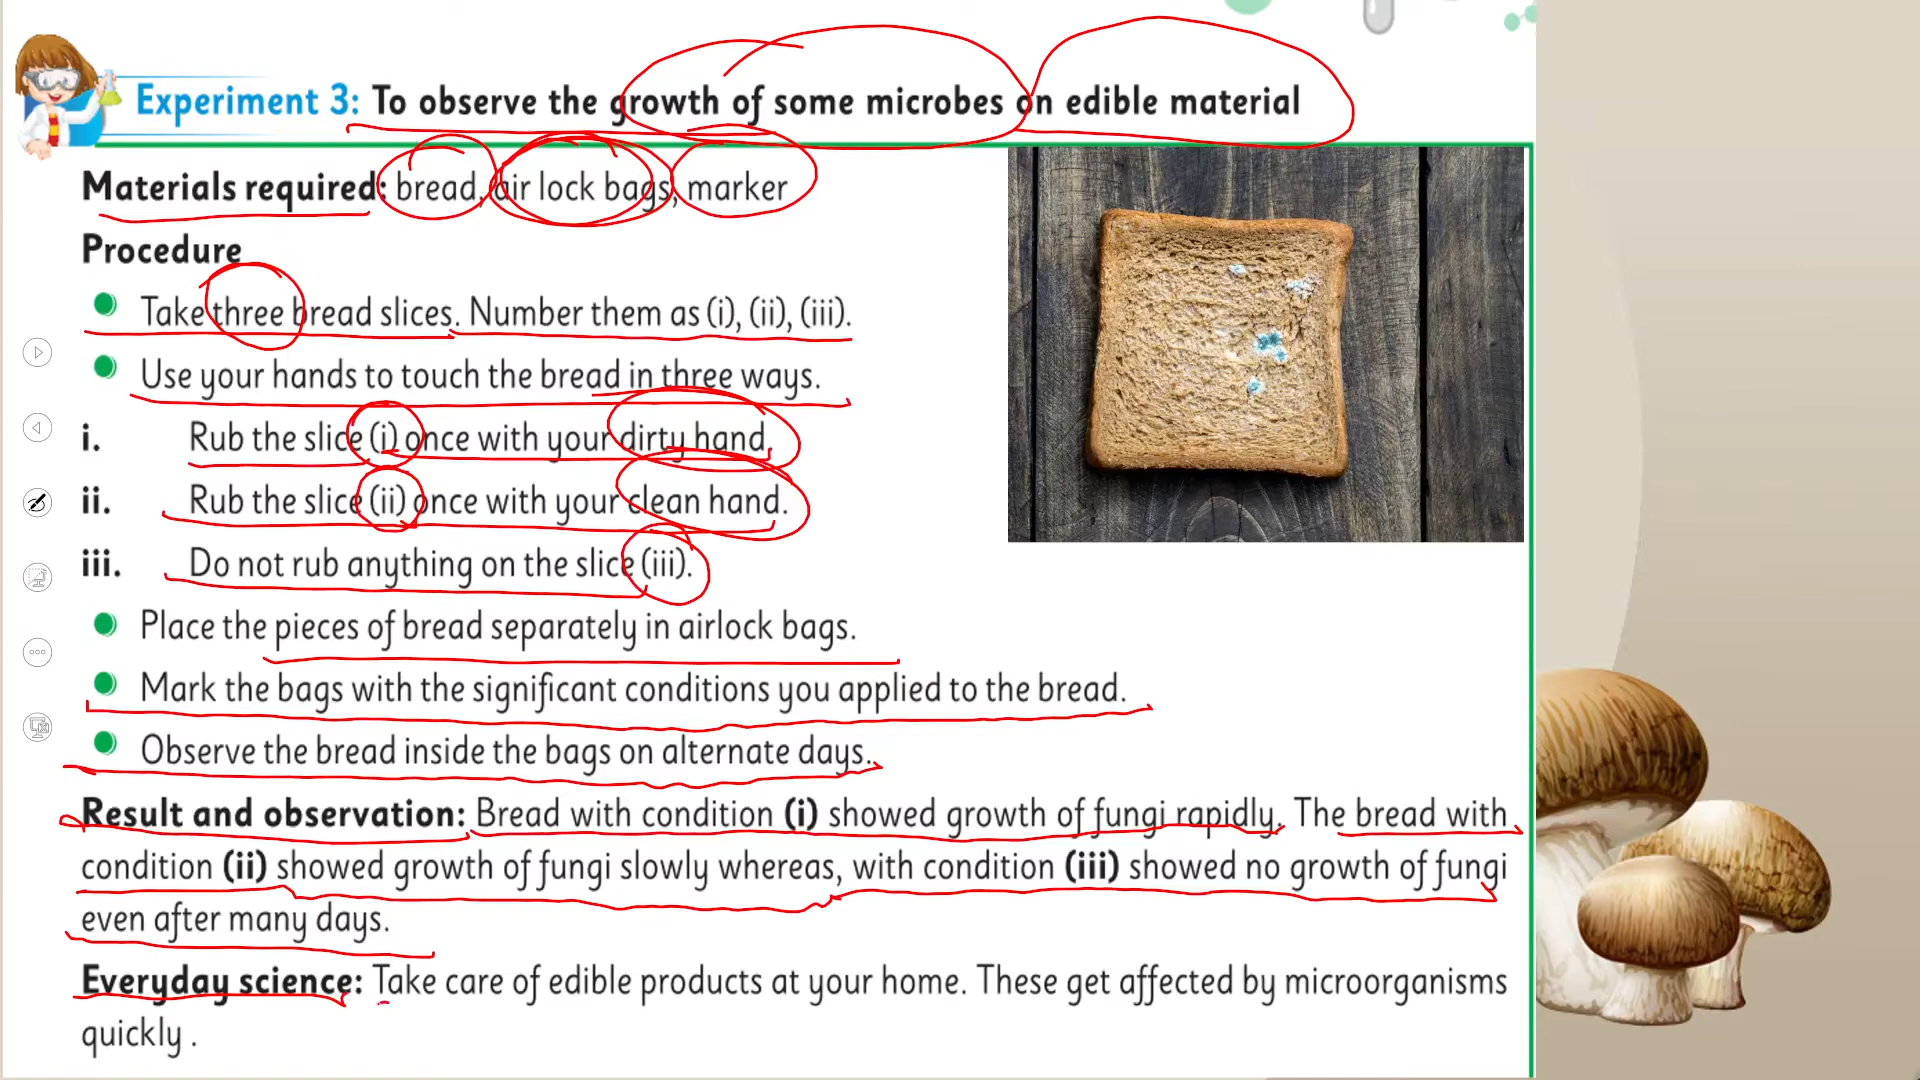 Experiment 3: To observe the growth of some microbes on edible material
Materials required: bread, air lock bags, marker
Procedure
Take three bread slices. Number them as (i), (ii), (iii).
Use your hands to touch the bread in three ways.
i. Rub the slice (i) once with your dirty hand.
ii. Rub the slice (ii) once with your clean hand.
iii. Do not rub anything on the slice (iii).
Place the pieces of bread separately in airlock bags.
Mark the bags with the significant conditions you applied to the bread.
Observe the bread inside the bags on alternate days.
Result and observation: Bread with condition (i) showed growth of fungi rapidly. The bread with
condition (ii) showed growth of fungi slowly whereas, with condition (iii) showed no growth of fungi
even after many days.
Everyday science: Take care of edible products at your home. These get affected by microorganisms
quickly .